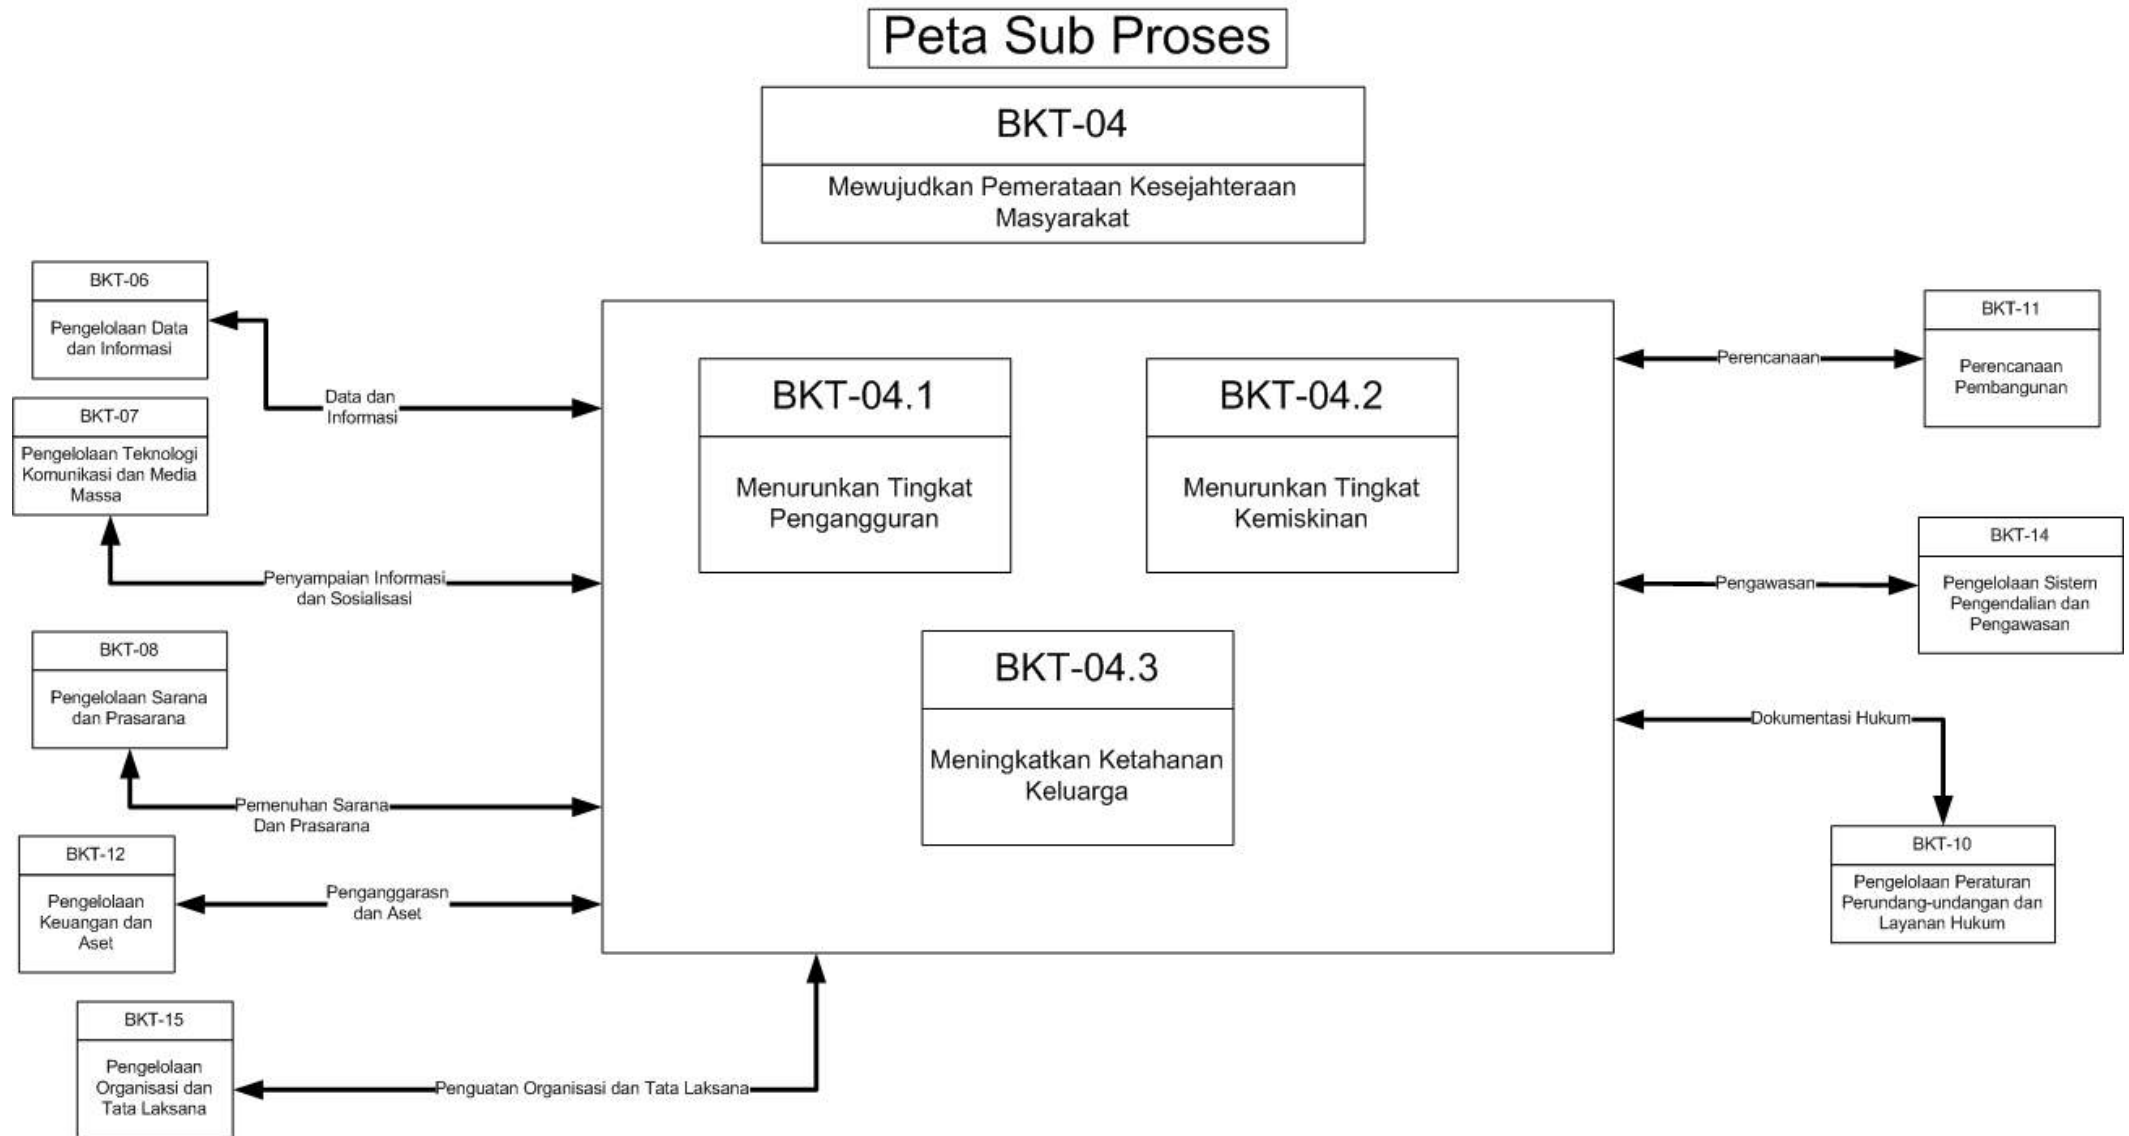 Peta Sub Proses
BKT-04
Mewujudkan Pemerataan Kesejahteraan
Masyarakat
BKT-06
Pengelolaan Data
dan Informasi
Data dan
Informasi
BKT-07
Pengelolaan Teknologi
Komunikasi dan Media
Massa
Penyampaian Informasi
dan Sosialisasi
BKT-08
Pengelolaan Sarana
dan Prasarana
Pemenuhan Sarana
Dan Prasarana
BKT-12
Pengelolaan
Keuangan dan
Aset
Penganggarasn
dan Aset
BKT-15
Pengelolaan
Organisasi dan
Tata Laksana
Penguatan Organisasi dan Tata Laksana
BKT-04.1
Menurunkan Tingkat
Pengangguran
BKT-04.2
Menurunkan Tingkat
Kemiskinan
BKT-04.3
Meningkatkan Ketahanan
Keluarga
Perencanaan
BKT-11
Perencanaan
Pembangunan
Pengawasan
BKT-14
Pengelolaan Sistem
Pengendalian dan
Pengawasan
Dokumentasi Hukum
BKT-10
Pengelolaan Peraturan
Perundang-undangan dan
Layanan Hukum